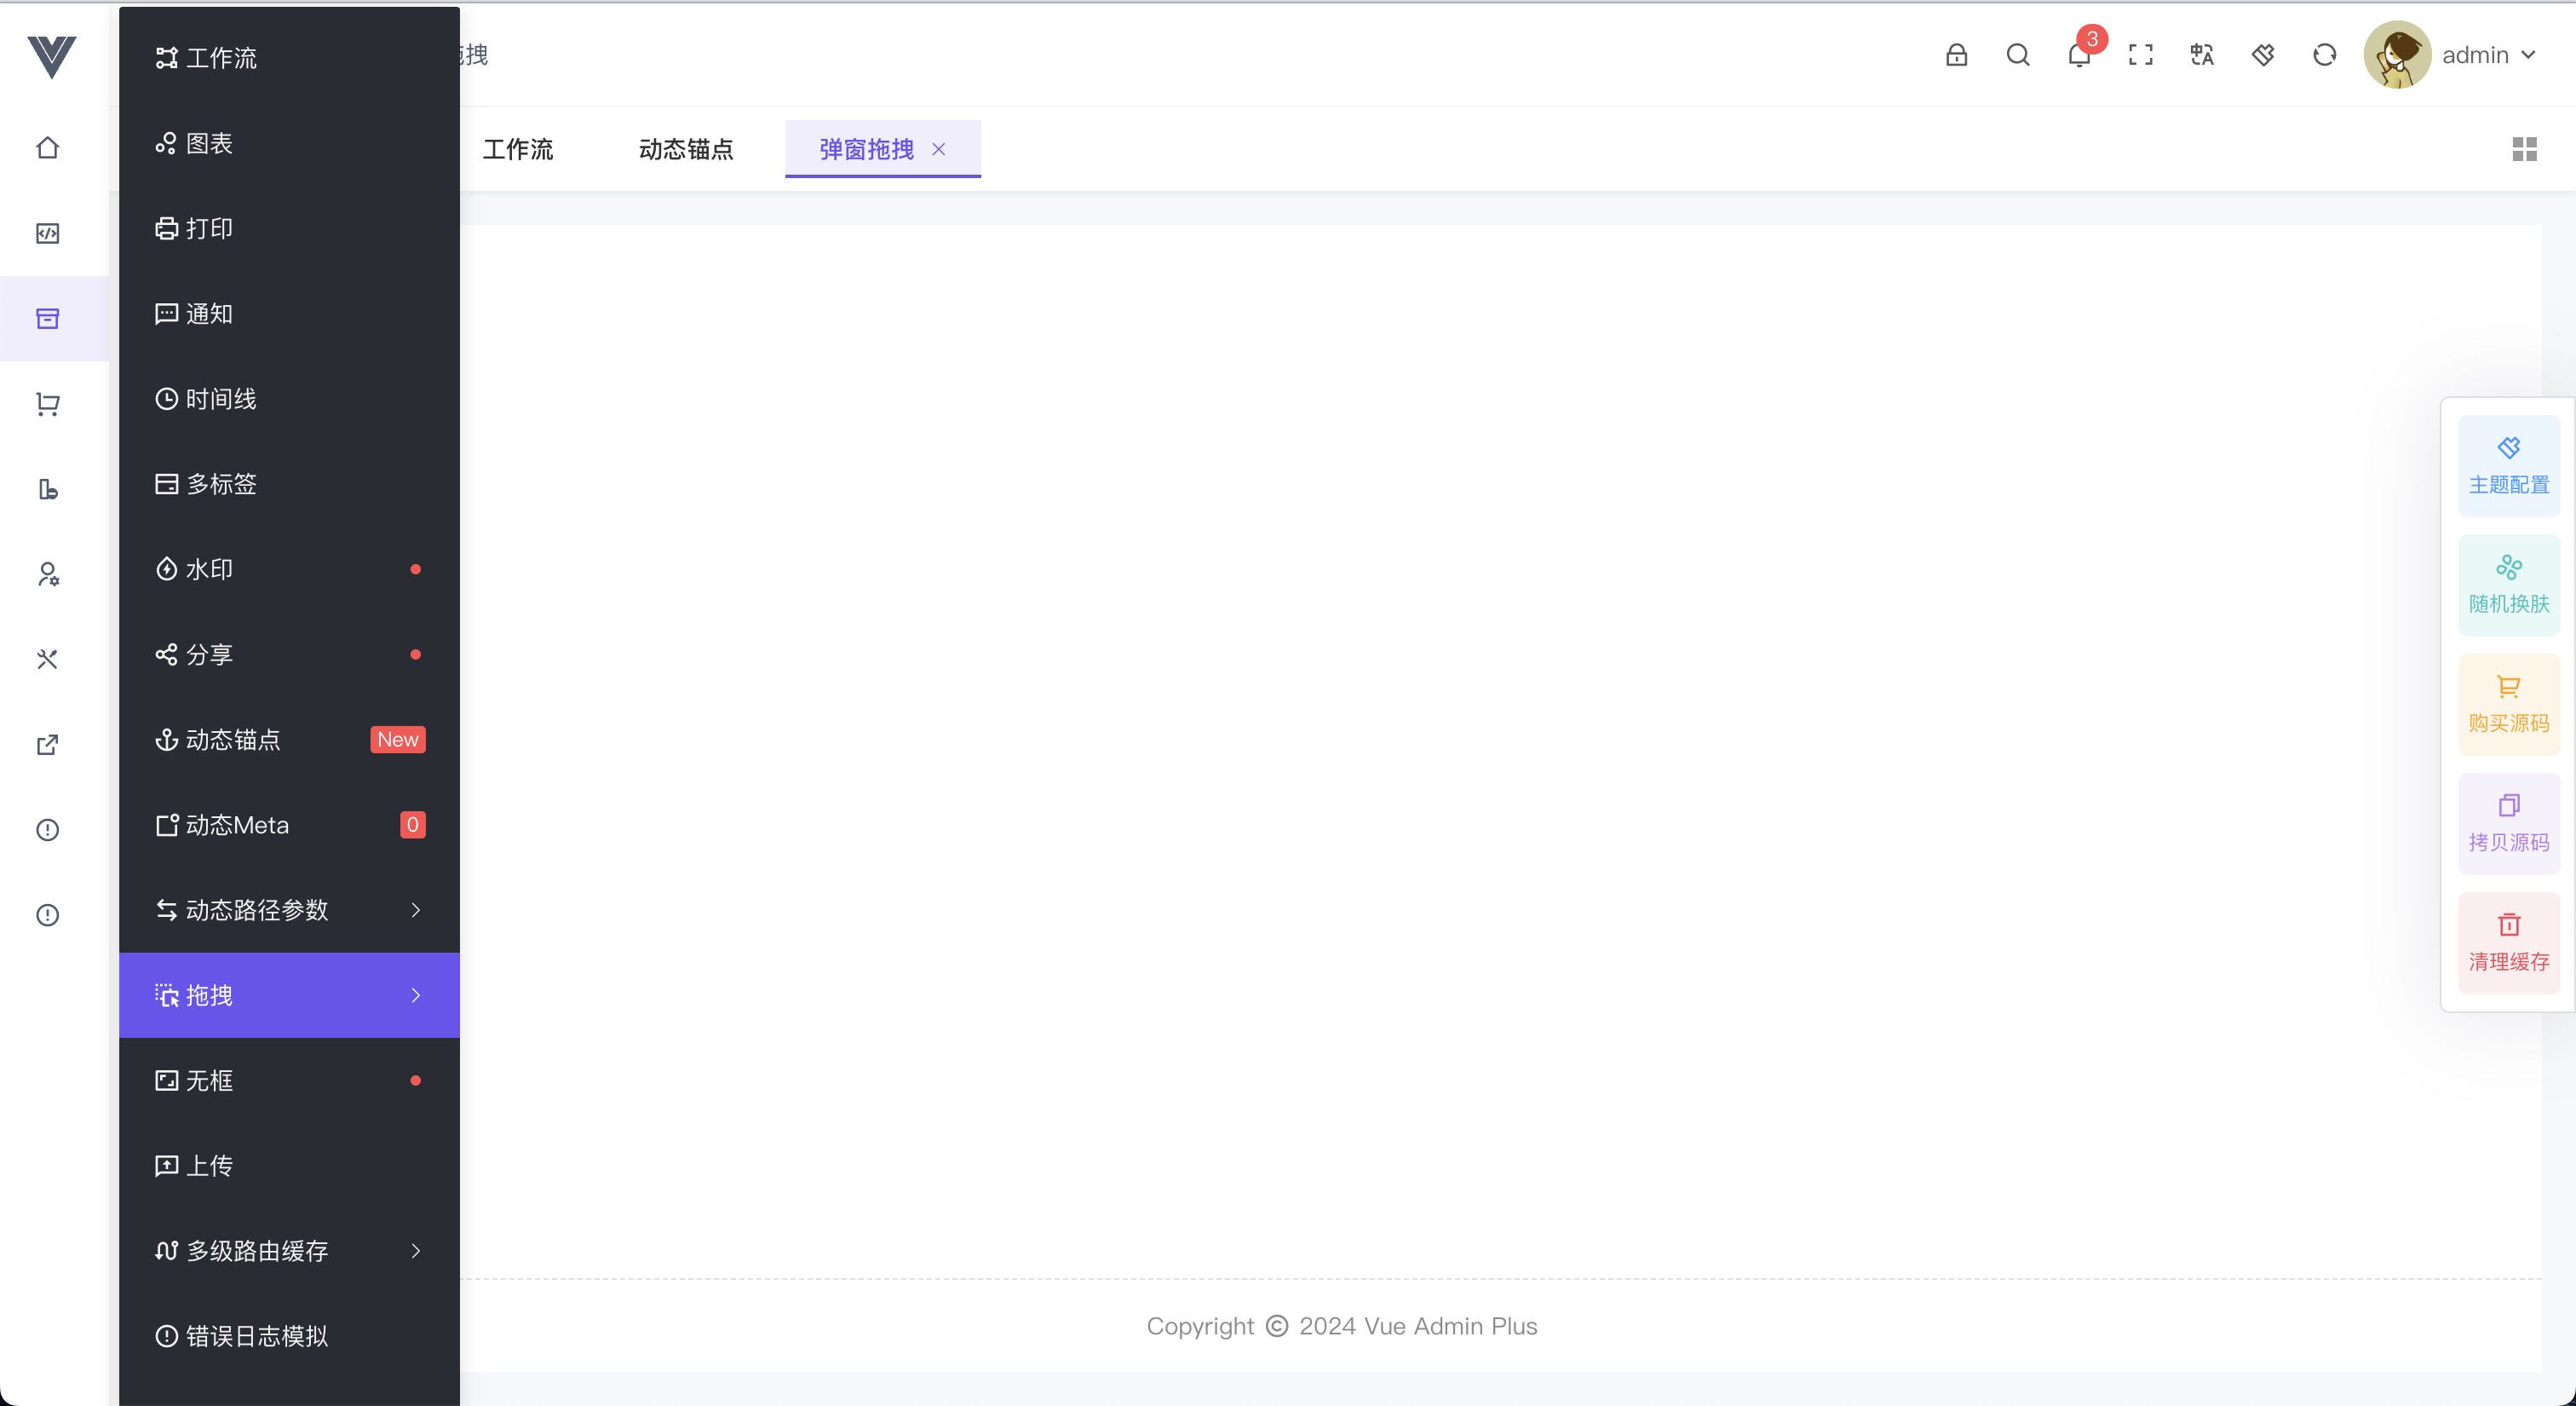 工作流
图表
打印
通知
时间线
多标签
水印
分享
动态锚点 New
动态Meta 0
动态路径参数
拖拽
无框
上传
多级路由缓存
错误日志模拟
拽
3
admin
工作流 动态锚点 弹窗拖拽
主题配置
随机换肤
购买源码
拷贝源码
清理缓存
Copyright © 2024 Vue Admin Plus